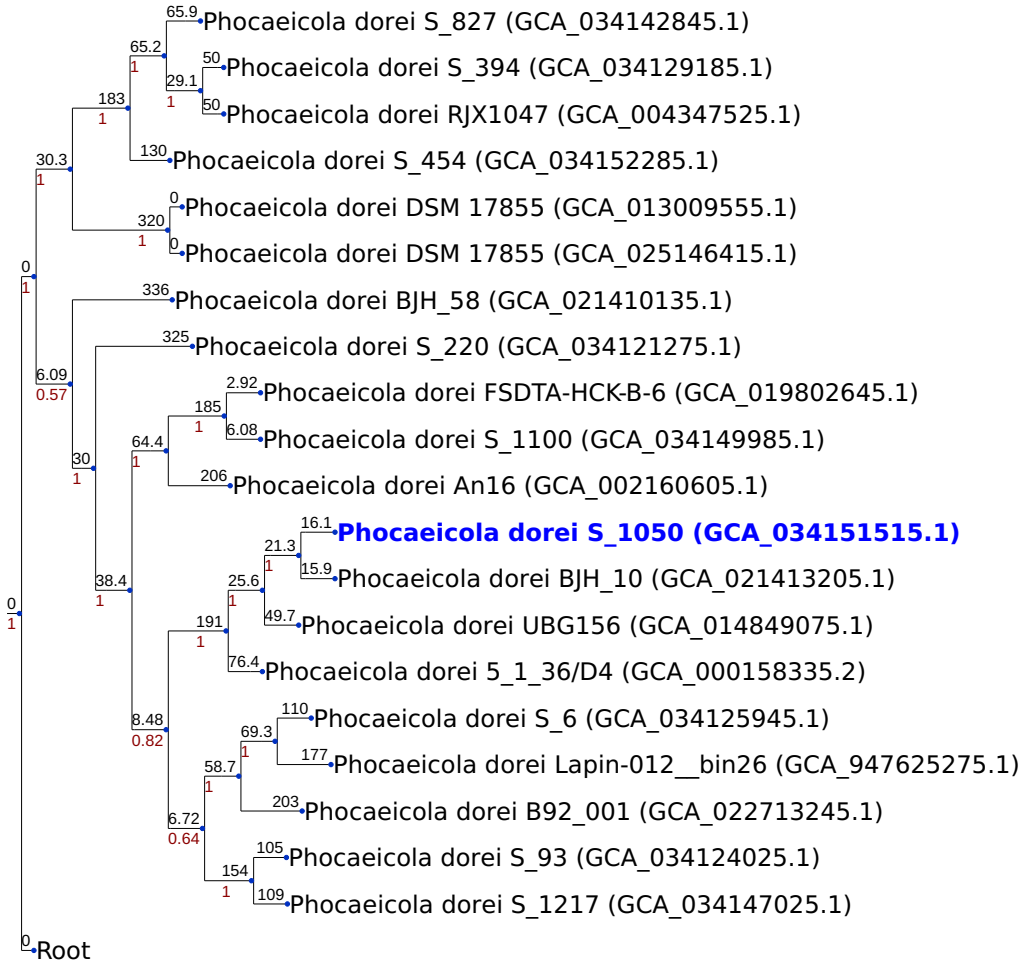 65.9 Phocaeicola dorei S_827 (GCA_034142845.1)
65.2
1
50 Phocaeicola dorei S_394 (GCA_034129185.1)
29.1
1
183
1
50 Phocaeicola dorei RJX1047 (GCA_004347525.1)
130 Phocaeicola dorei S_454 (GCA_034152285.1)
30.3
1
0 Phocaeicola dorei DSM 17855 (GCA_013009555.1)
320
1
0 Phocaeicola dorei DSM 17855 (GCA_025146415.1)
0
1
336 Phocaeicola dorei BJH_58 (GCA_021410135.1)
325 Phocaeicola dorei S_220 (GCA_034121275.1)
6.09
0.57
2.92 Phocaeicola dorei FSDTA-HCK-B-6 (GCA_019802645.1)
185
1
6.08 Phocaeicola dorei S_1100 (GCA_034149985.1)
64.4
1
30
1
206 Phocaeicola dorei An16 (GCA_002160605.1)
16.1 Phocaeicola dorei S_1050 (GCA_034151515.1)
21.3
1
15.9 Phocaeicola dorei BJH_10 (GCA_021413205.1)
38.4
1
25.6
1
0
1
49.7 Phocaeicola dorei UBG156 (GCA_014849075.1)
191
1
76.4 Phocaeicola dorei 5_1_36/D4 (GCA_000158335.2)
110 Phocaeicola dorei S_6 (GCA_034125945.1)
8.48
0.82
69.3
1
177 Phocaeicola dorei Lapin-012__bin26 (GCA_947625275.1)
58.7
1
203 Phocaeicola dorei B92_001 (GCA_022713245.1)
6.72
0.64
105 Phocaeicola dorei S_93 (GCA_034124025.1)
154
1
109 Phocaeicola dorei S_1217 (GCA_034147025.1)
0 Root